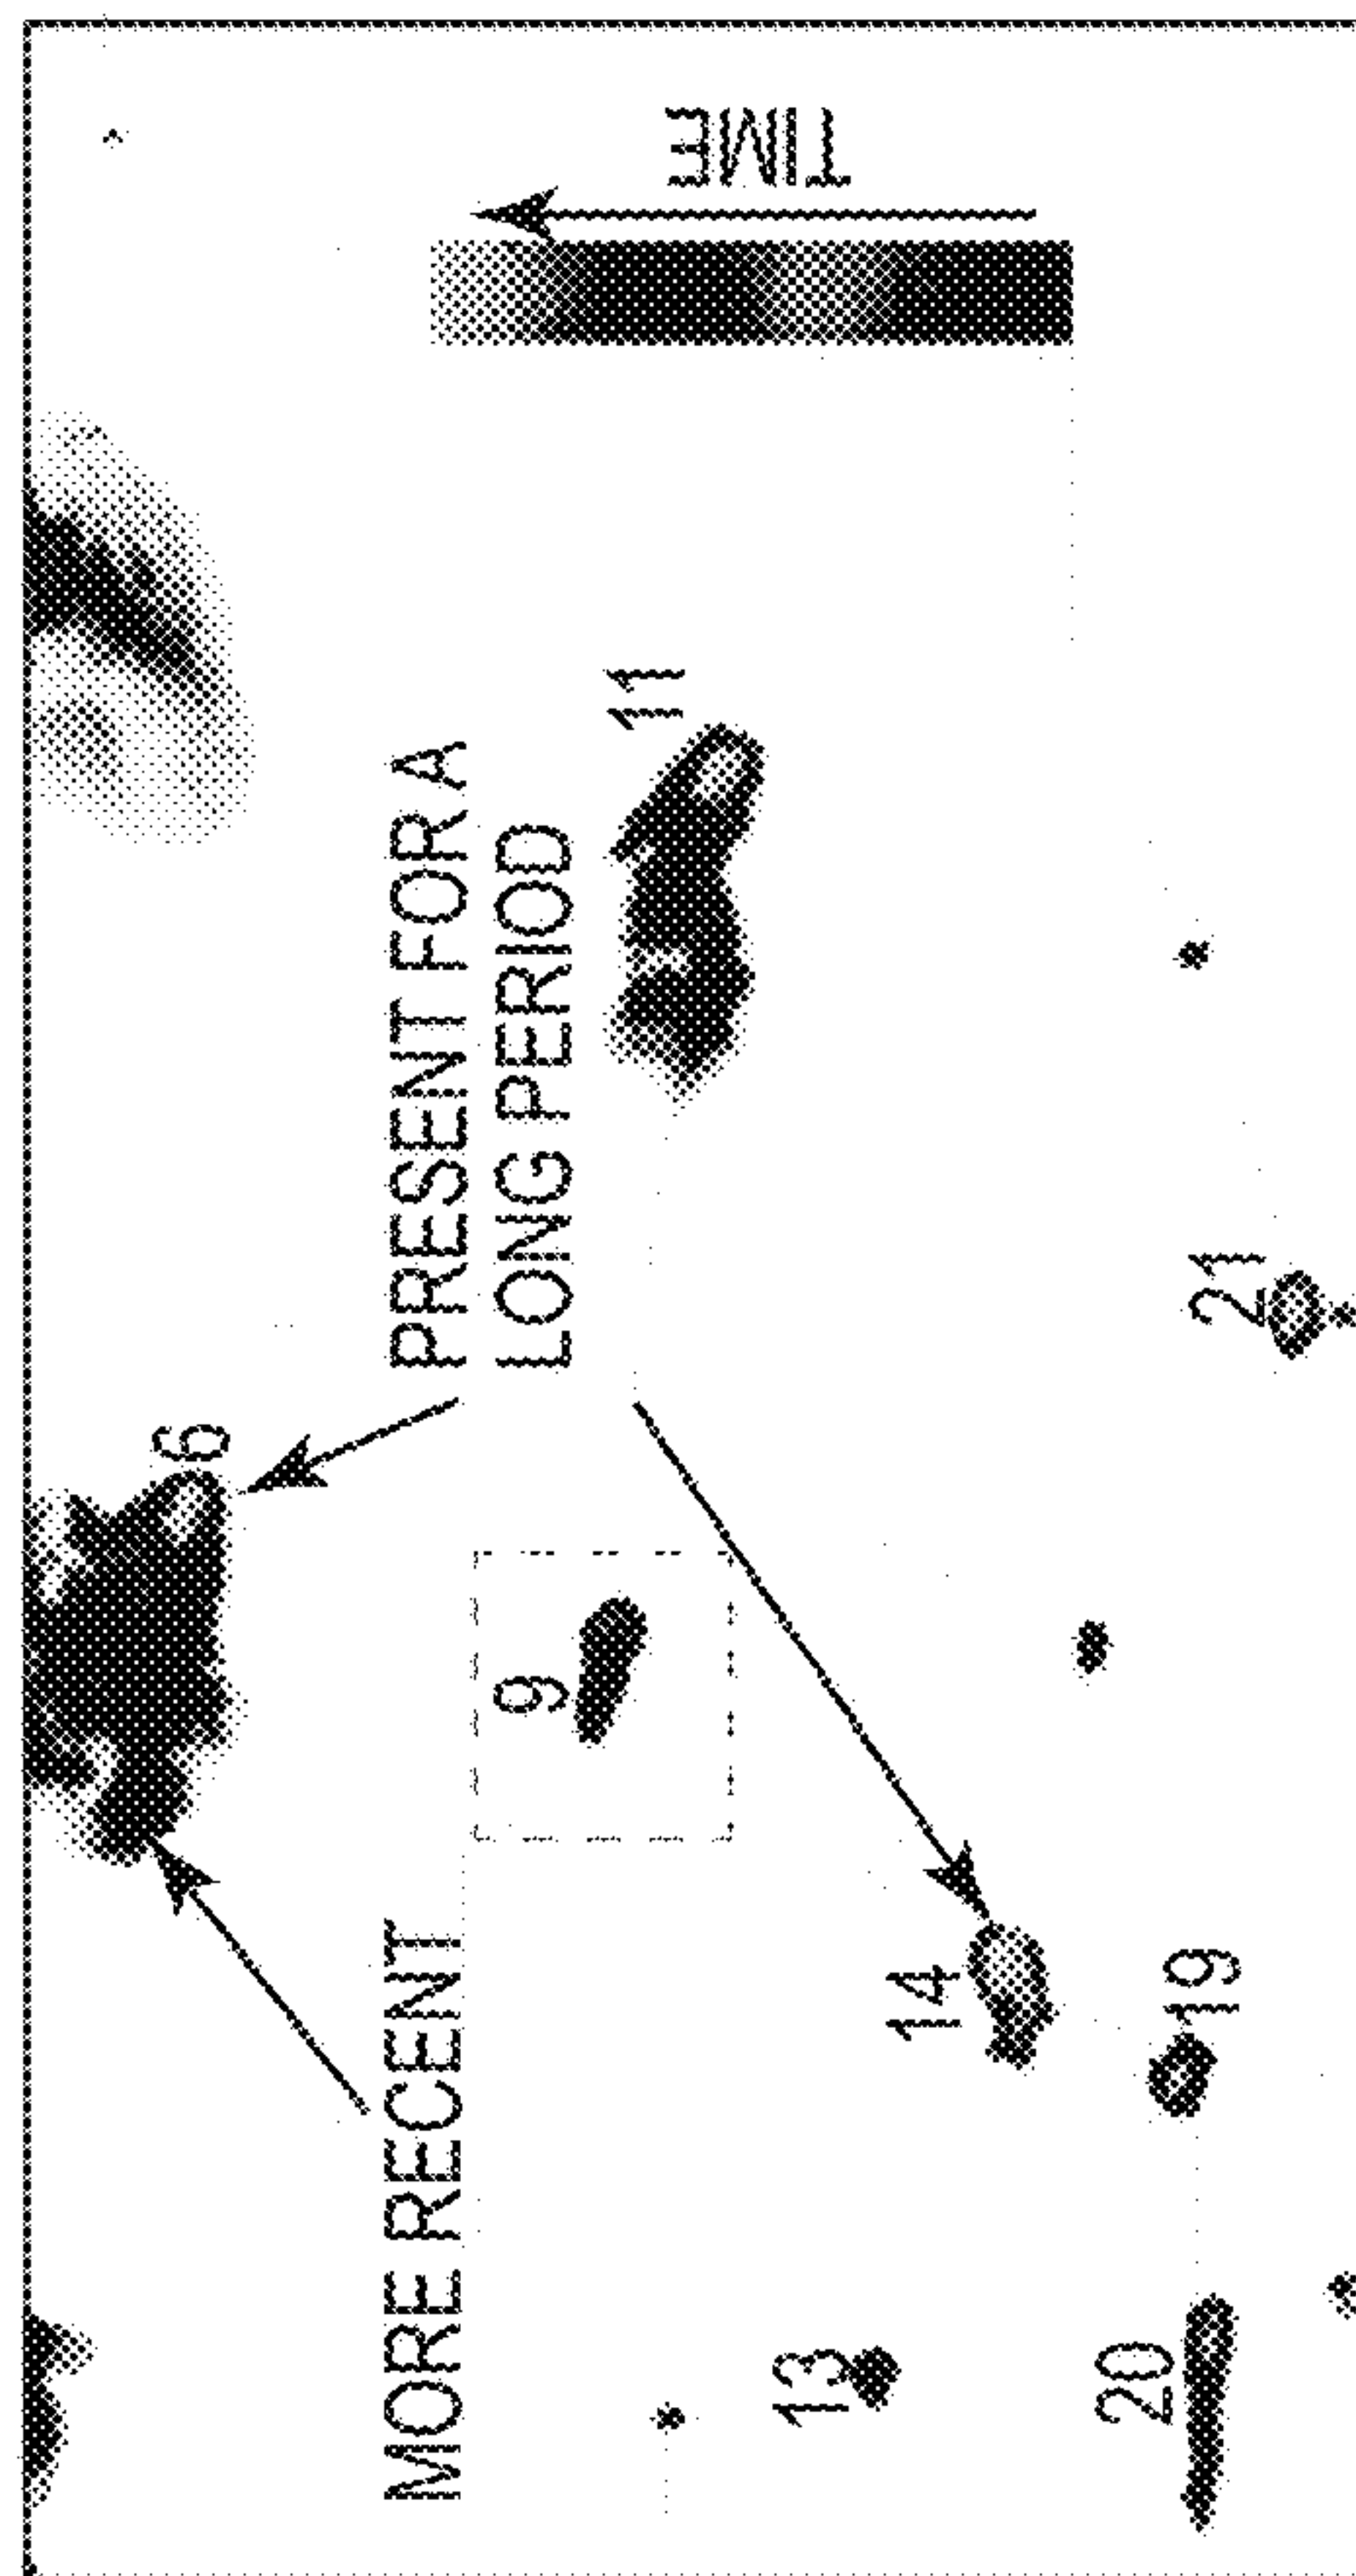 TIME
6
PRESENT FOR A
LONG PERIOD
11
MORE RECENT
9
14
13
19
20
21